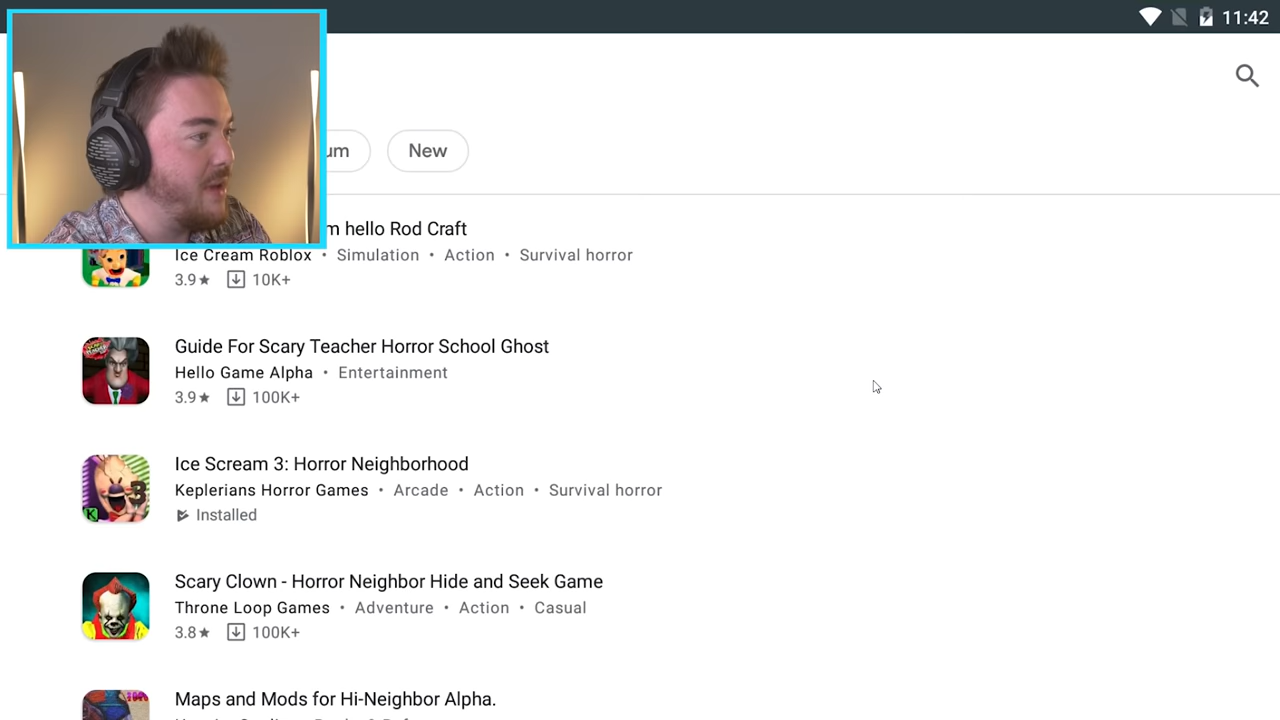 11:42
um
New
m hello Rod Craft
Ice Cream Roblox • Simulation • Action • Survival horror
3.9★ 10K+
Guide For Scary Teacher Horror School Ghost
Hello Game Alpha • Entertainment
3.9★ 100K+
Ice Scream 3: Horror Neighborhood
Keplerians Horror Games • Arcade • Action • Survival horror
3
K
Installed
Scary Clown - Horror Neighbor Hide and Seek Game
Throne Loop Games • Adventure • Action • Casual
3.8★ 100K+
Maps and Mods for Hi-Neighbor Alpha.